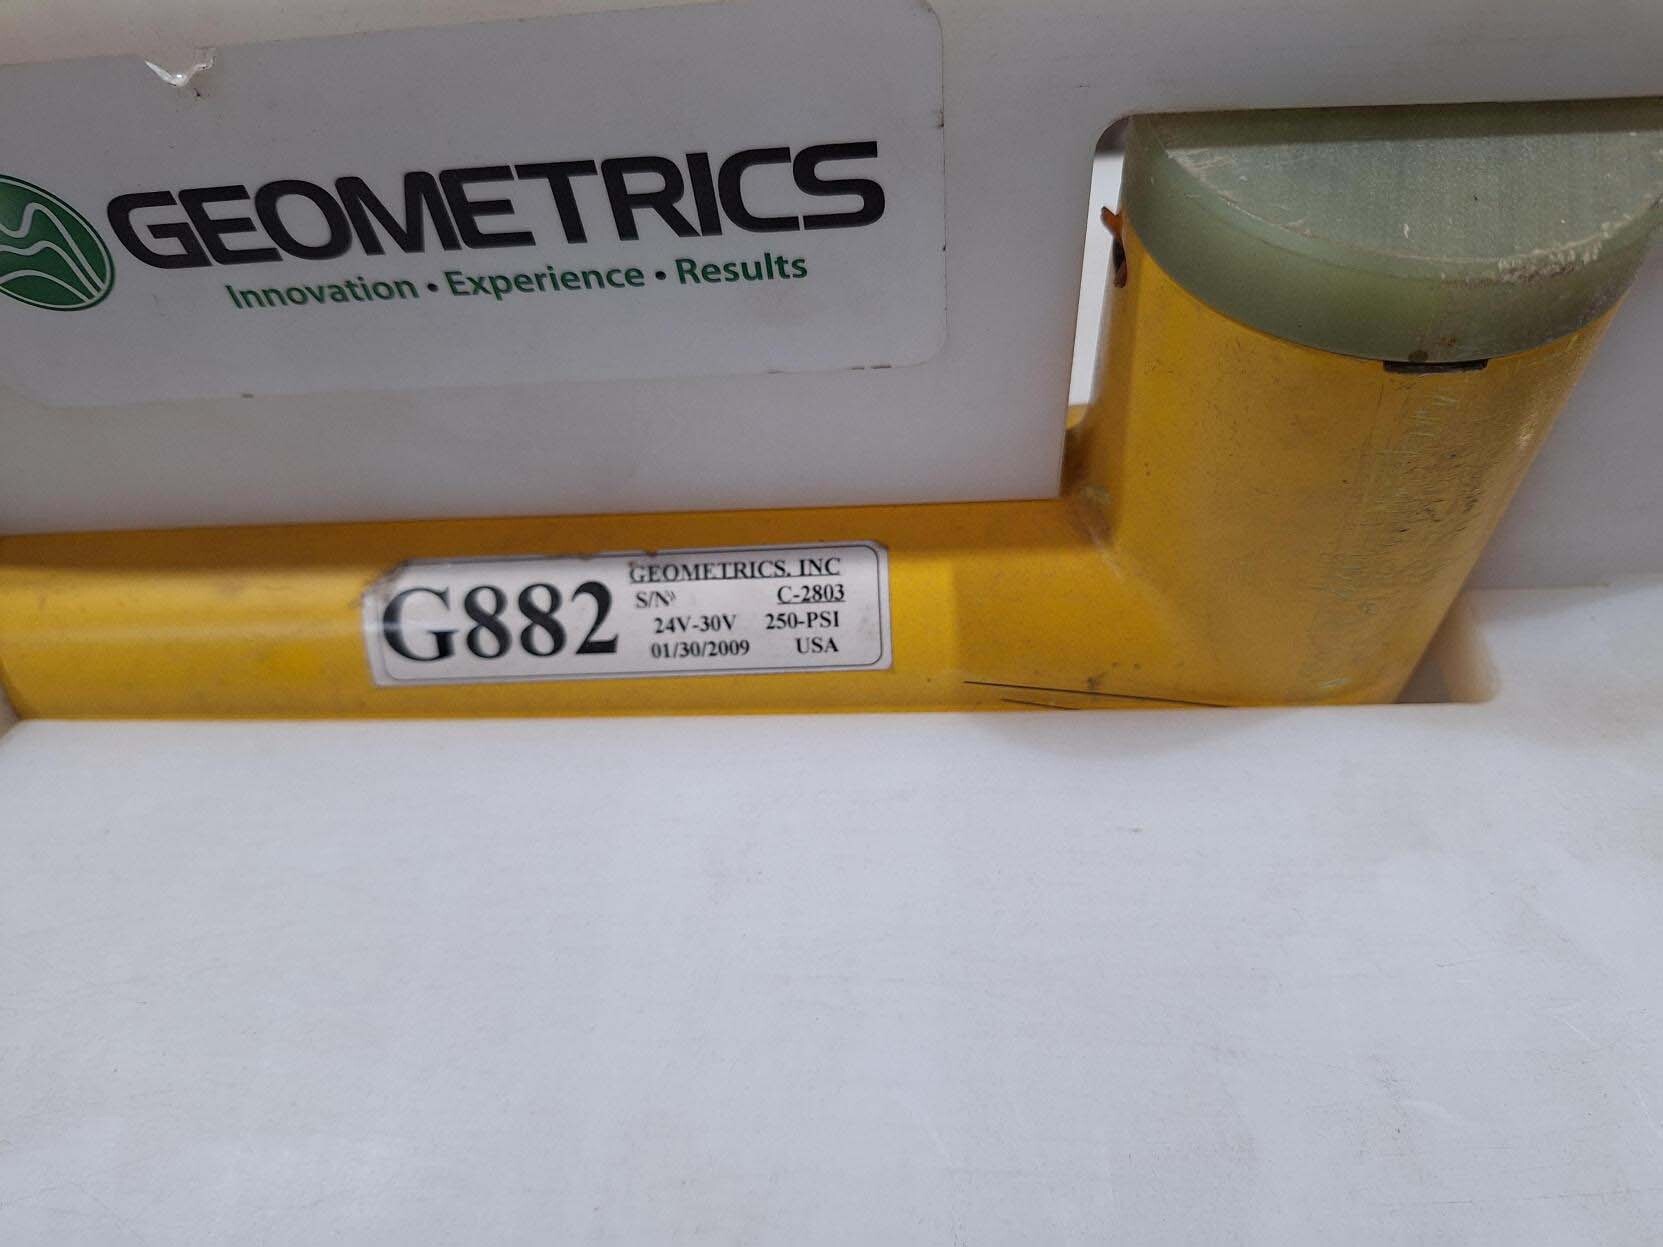 GEOMETRICS
Innovation • Experience • Results
G882
GEOMETRICS, INC
S/N C-2803
24V-30V 250-PSI
01/30/2009 USA